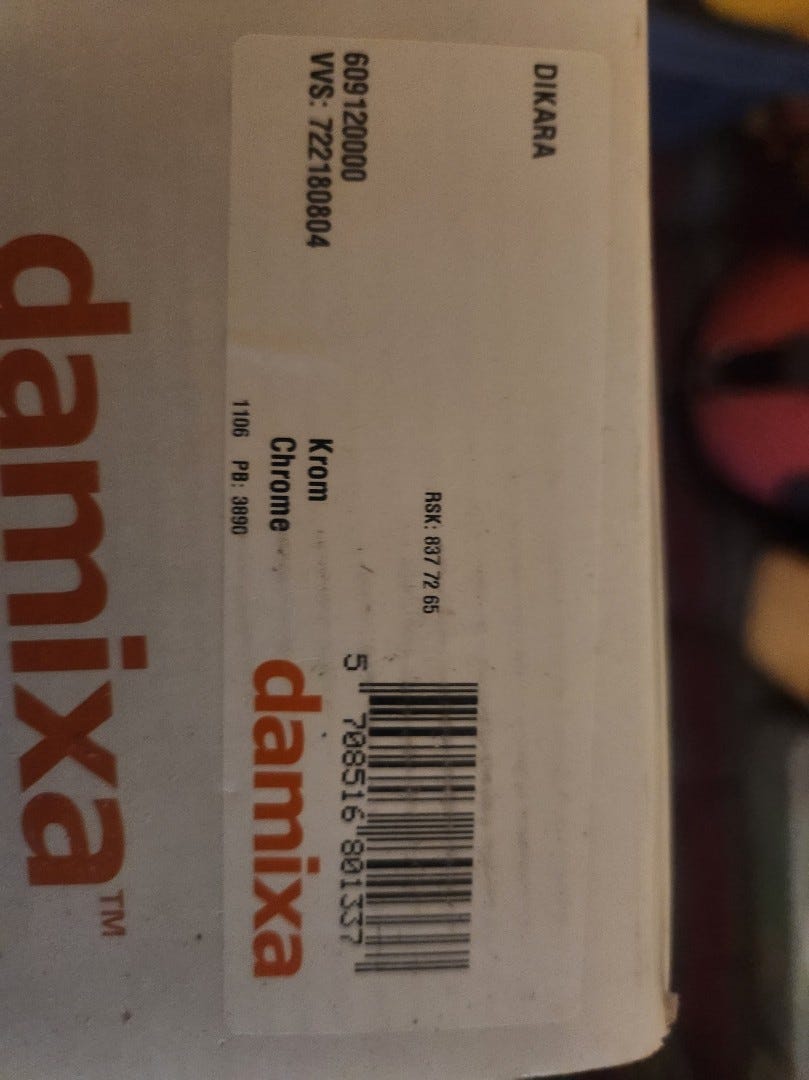 DIKARA
RSK: 837 72 65
609120000
VVS: 722180804
Krom
Chrome
1106 PB: 3890
5 708516 801337
damixa
damixa™